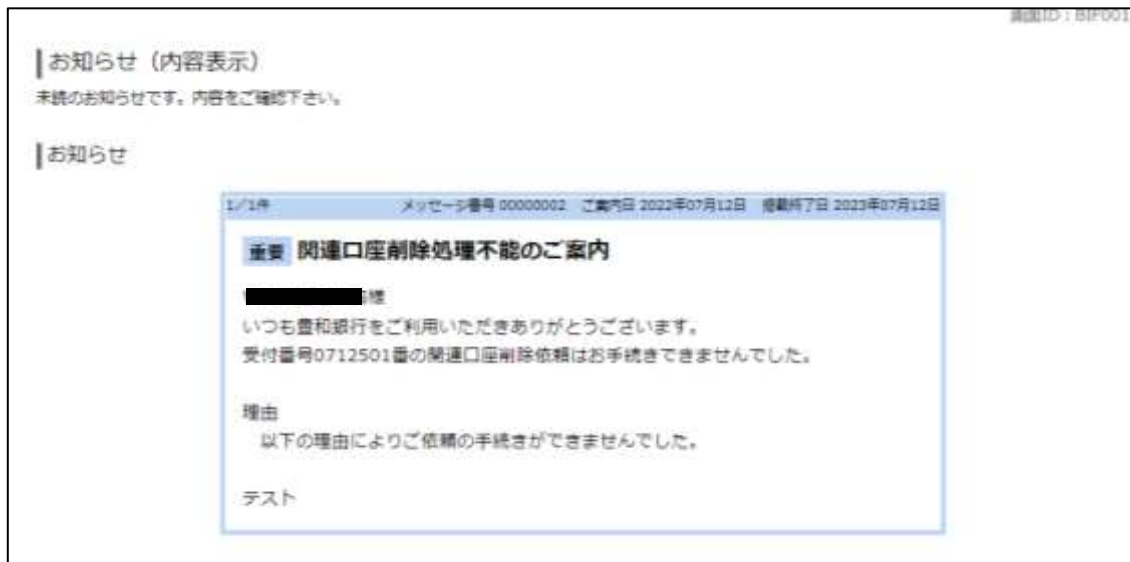 画面ID：BIF001
お知らせ（内容表示）
未読のお知らせです。内容をご確認下さい。
お知らせ
1／1件 メッセージ番号 00000002 ご案内日 2022年07月12日 掲載終了日 2023年07月12日
重要 関連口座削除処理不能のご案内
様
いつも豊和銀行をご利用いただきありがとうございます。
受付番号0712501番の関連口座削除依頼はお手続きできませんでした。
理由
以下の理由によりご依頼の手続きができませんでした。
テスト